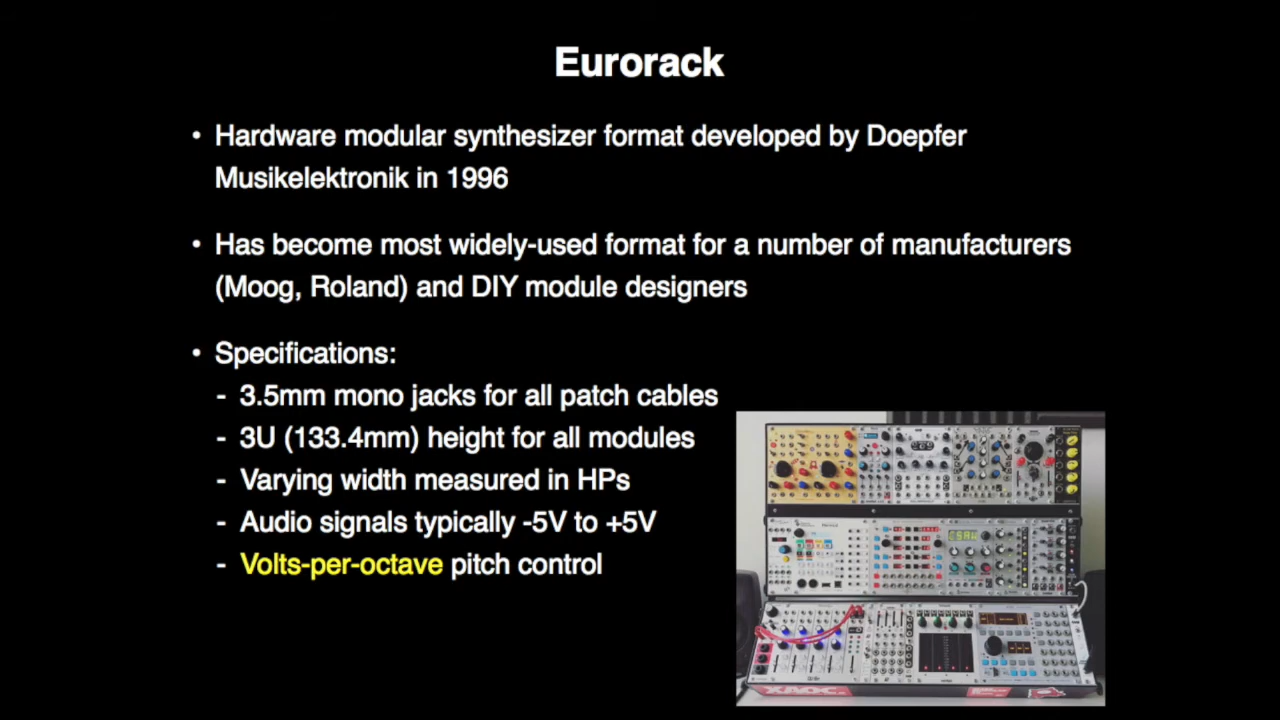 Eurorack
• Hardware modular synthesizer format developed by Doepfer
Musikelektronik in 1996
• Has become most widely-used format for a number of manufacturers
(Moog, Roland) and DIY module designers
• Specifications:
- 3.5mm mono jacks for all patch cables
- 3U (133.4mm) height for all modules
- Varying width measured in HPs
- Audio signals typically -5V to +5V
- Volts-per-octave pitch control
XAOC